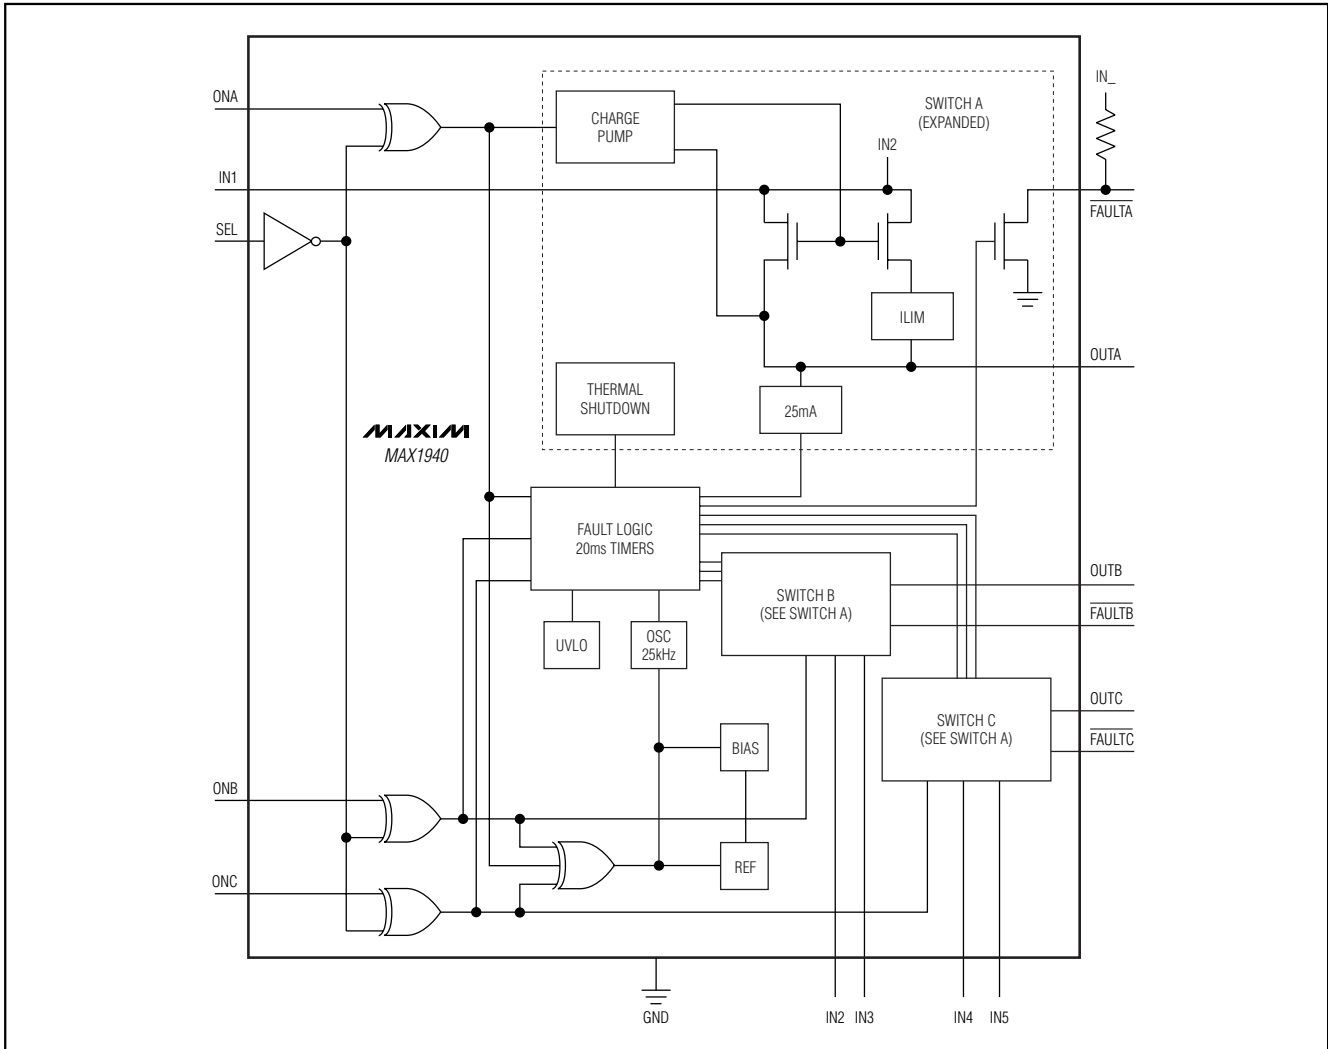 IN_
ONA
CHARGE
PUMP
SWITCH A
(EXPANDED)
IN2
IN1
FAULTA
SEL
ILIM
OUTA
THERMAL
SHUTDOWN
25mA
MAXIM
MAX1940
FAULT LOGIC
20ms TIMERS
OUTB
SWITCH B
(SEE SWITCH A)
FAULTB
UVLO
OSC
25kHz
OUTC
SWITCH C
(SEE SWITCH A)
FAULTC
BIAS
ONB
REF
ONC
GND
IN2
IN3
IN4
IN5